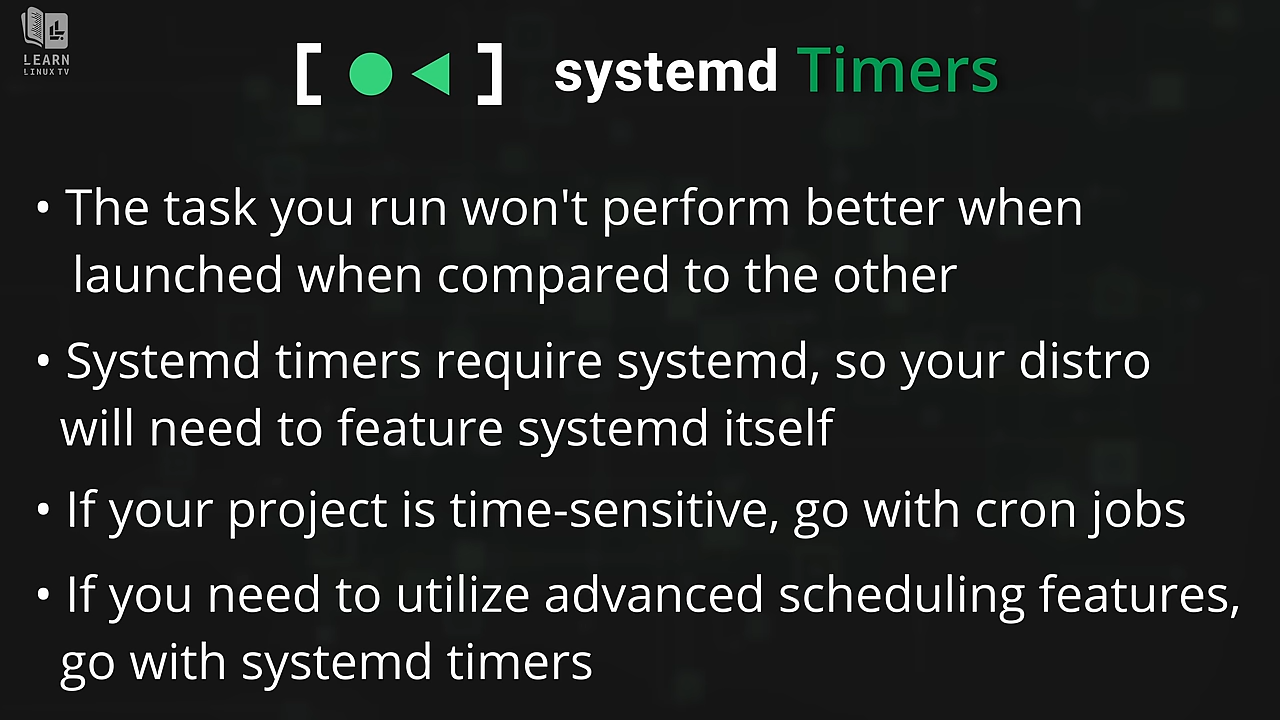 LEARN
LINUX TV
[ ● ◀ ] systemd Timers
• The task you run won't perform better when
launched when compared to the other
• Systemd timers require systemd, so your distro
will need to feature systemd itself
• If your project is time-sensitive, go with cron jobs
• If you need to utilize advanced scheduling features,
go with systemd timers